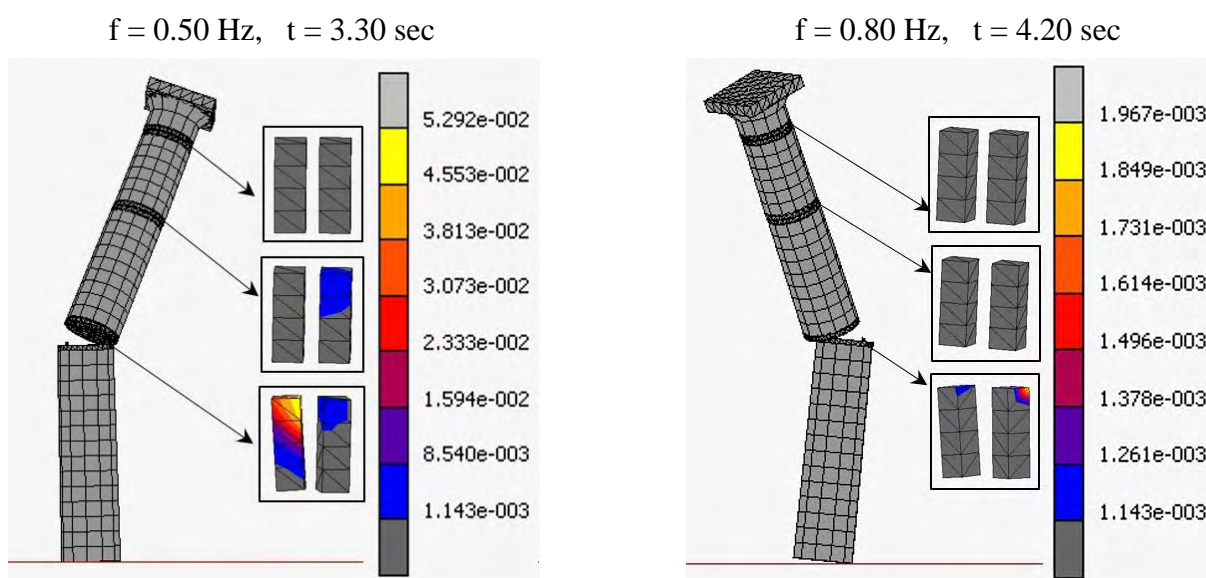 f = 0.50 Hz, t = 3.30 sec
5.292e-002
4.553e-002
3.813e-002
3.073e-002
2.333e-002
1.594e-002
8.540e-003
1.143e-003
f = 0.80 Hz, t = 4.20 sec
1.967e-003
1.849e-003
1.731e-003
1.614e-003
1.496e-003
1.378e-003
1.261e-003
1.143e-003